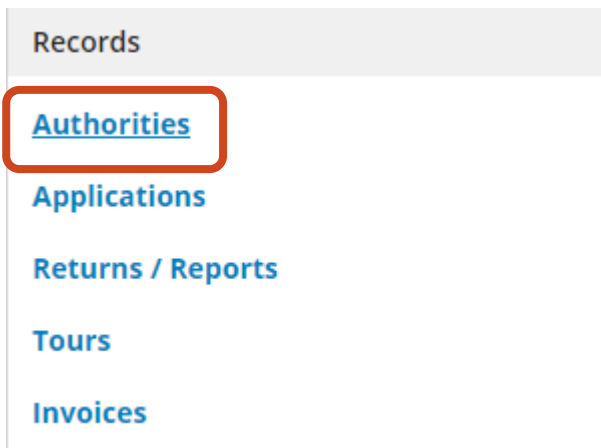 Records
Authorities
Applications
Returns / Reports
Tours
Invoices